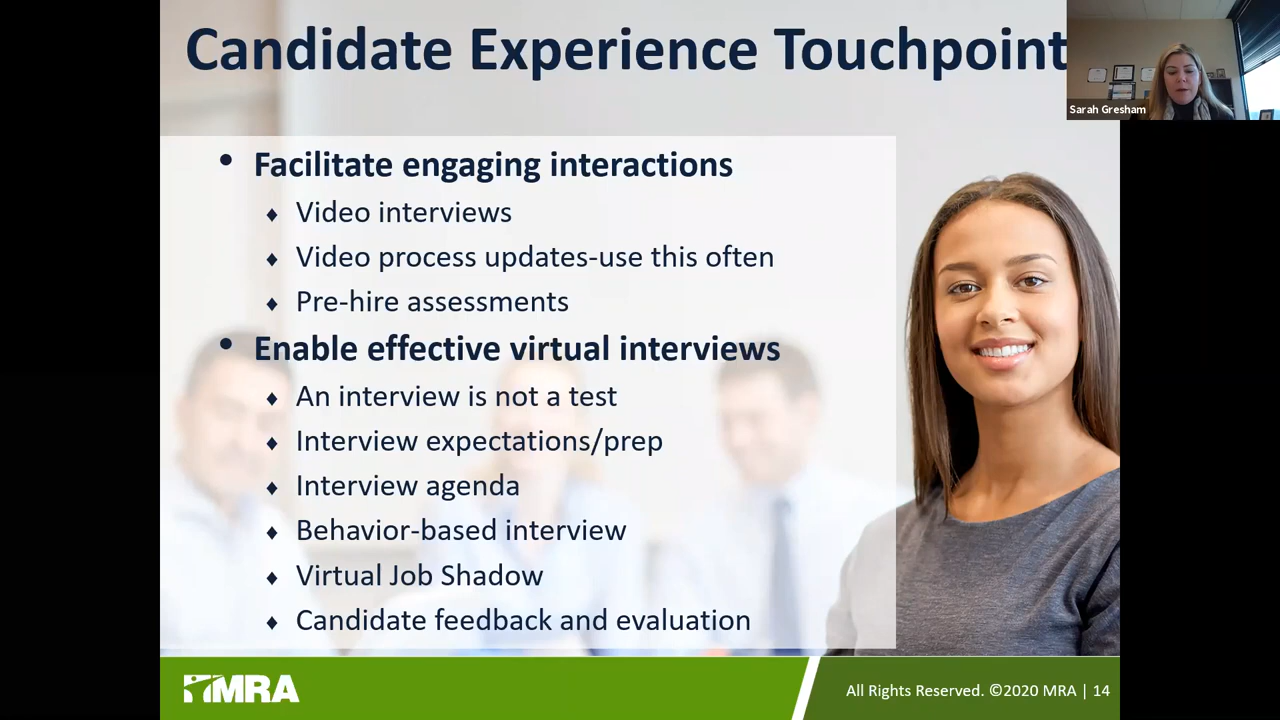 Candidate Experience Touchpoint
Sarah Gresham
• Facilitate engaging interactions
♦ Video interviews
♦ Video process updates-use this often
♦ Pre-hire assessments
• Enable effective virtual interviews
♦ An interview is not a test
♦ Interview expectations/prep
♦ Interview agenda
♦ Behavior-based interview
♦ Virtual Job Shadow
♦ Candidate feedback and evaluation
MRA
All Rights Reserved. ©2020 MRA | 14